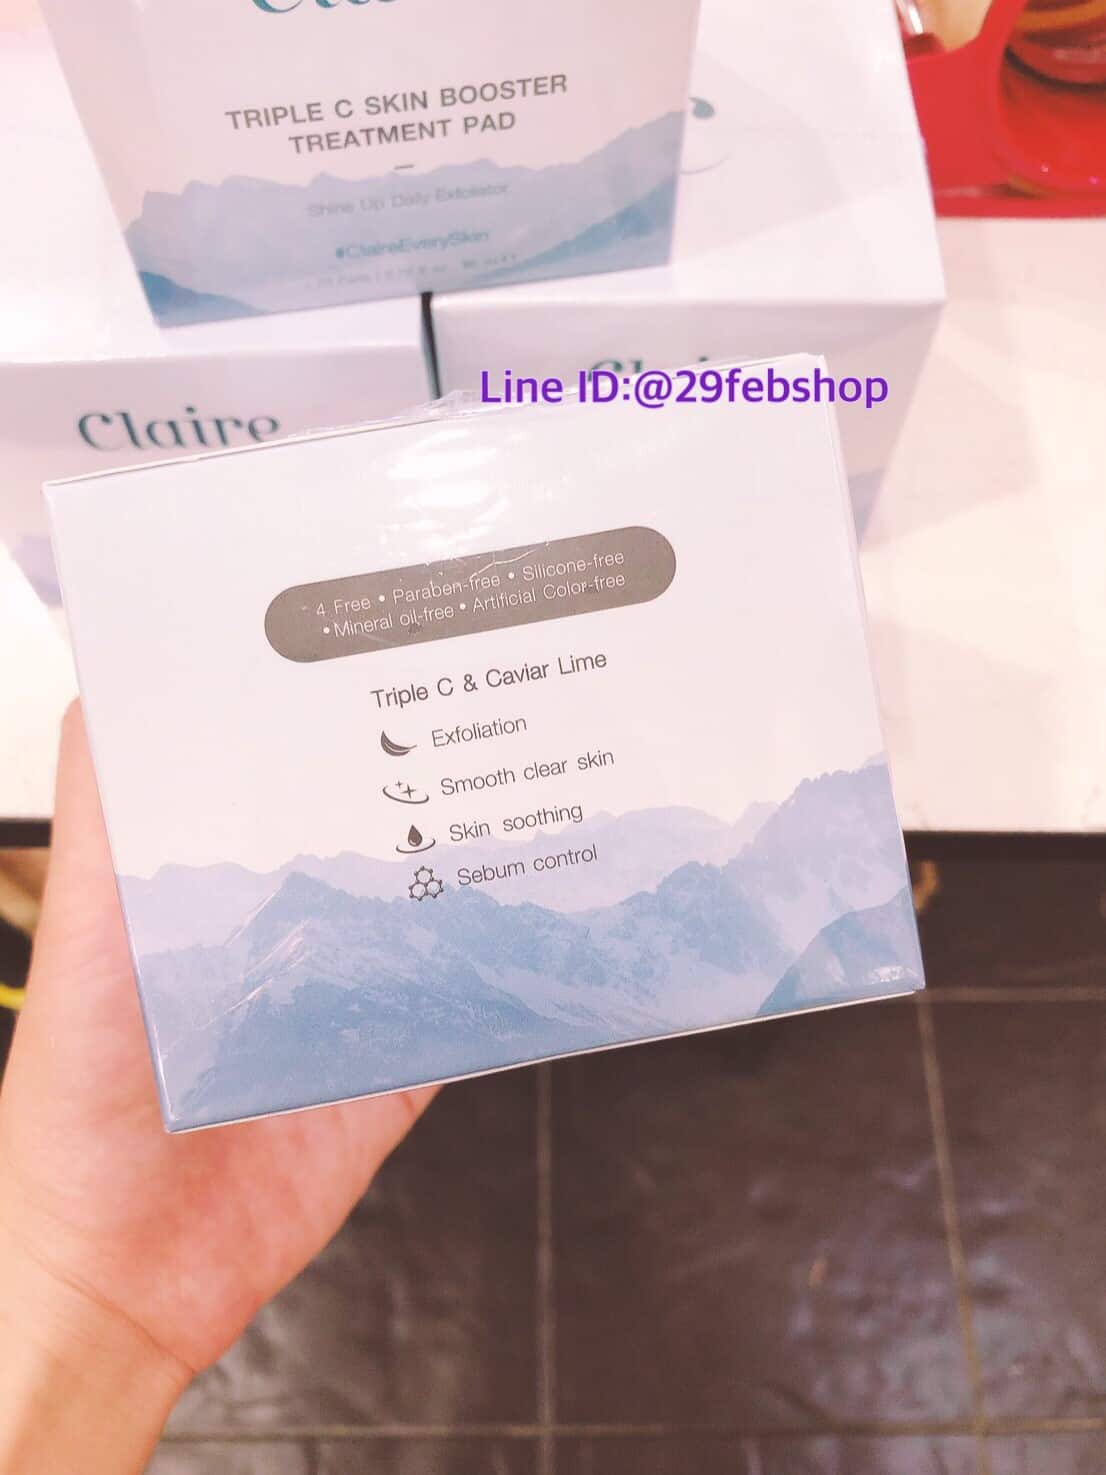 Claire
TRIPLE C SKIN BOOSTER
TREATMENT PAD
Shine Up Daily Exfoliator
#ClaireEverySkin
Line ID:@29febshop
Claire
4 Free • Paraben-free • Silicone-free
• Mineral oil-free • Artificial Color-free
Triple C & Caviar Lime
Exfoliation
Smooth clear skin
Skin soothing
Sebum control